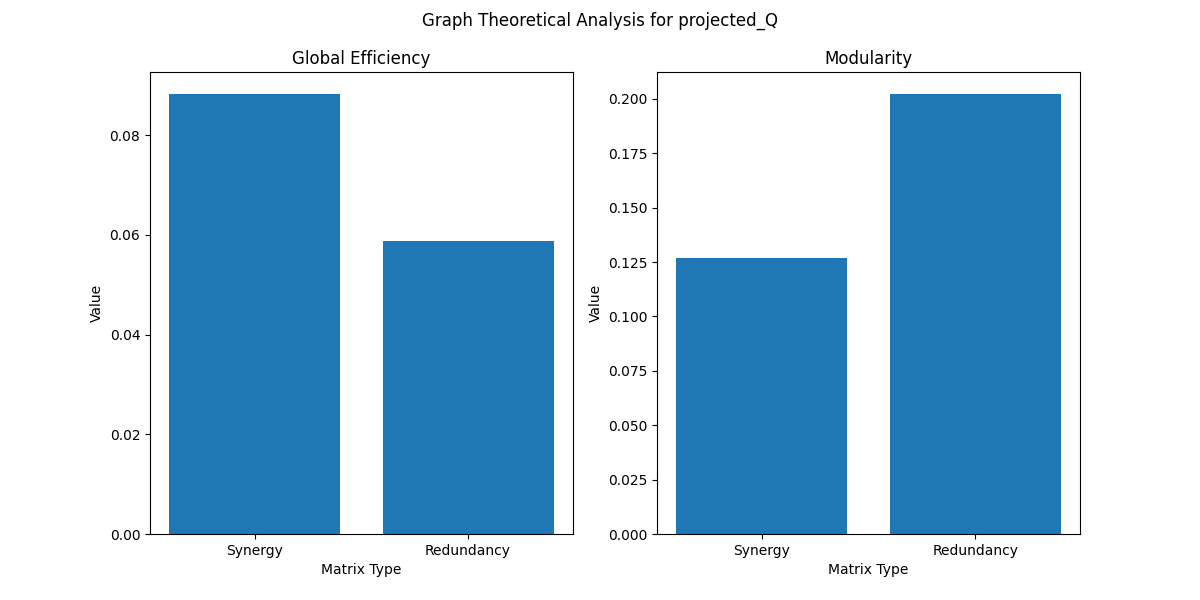 Graph Theoretical Analysis for projected_Q
Global Efficiency
0.08
0.06
0.04
0.02
0.00
Value
Synergy
Redundancy
Matrix Type
Modularity
0.200
0.175
0.150
0.125
0.100
0.075
0.050
0.025
0.000
Value
Synergy
Redundancy
Matrix Type